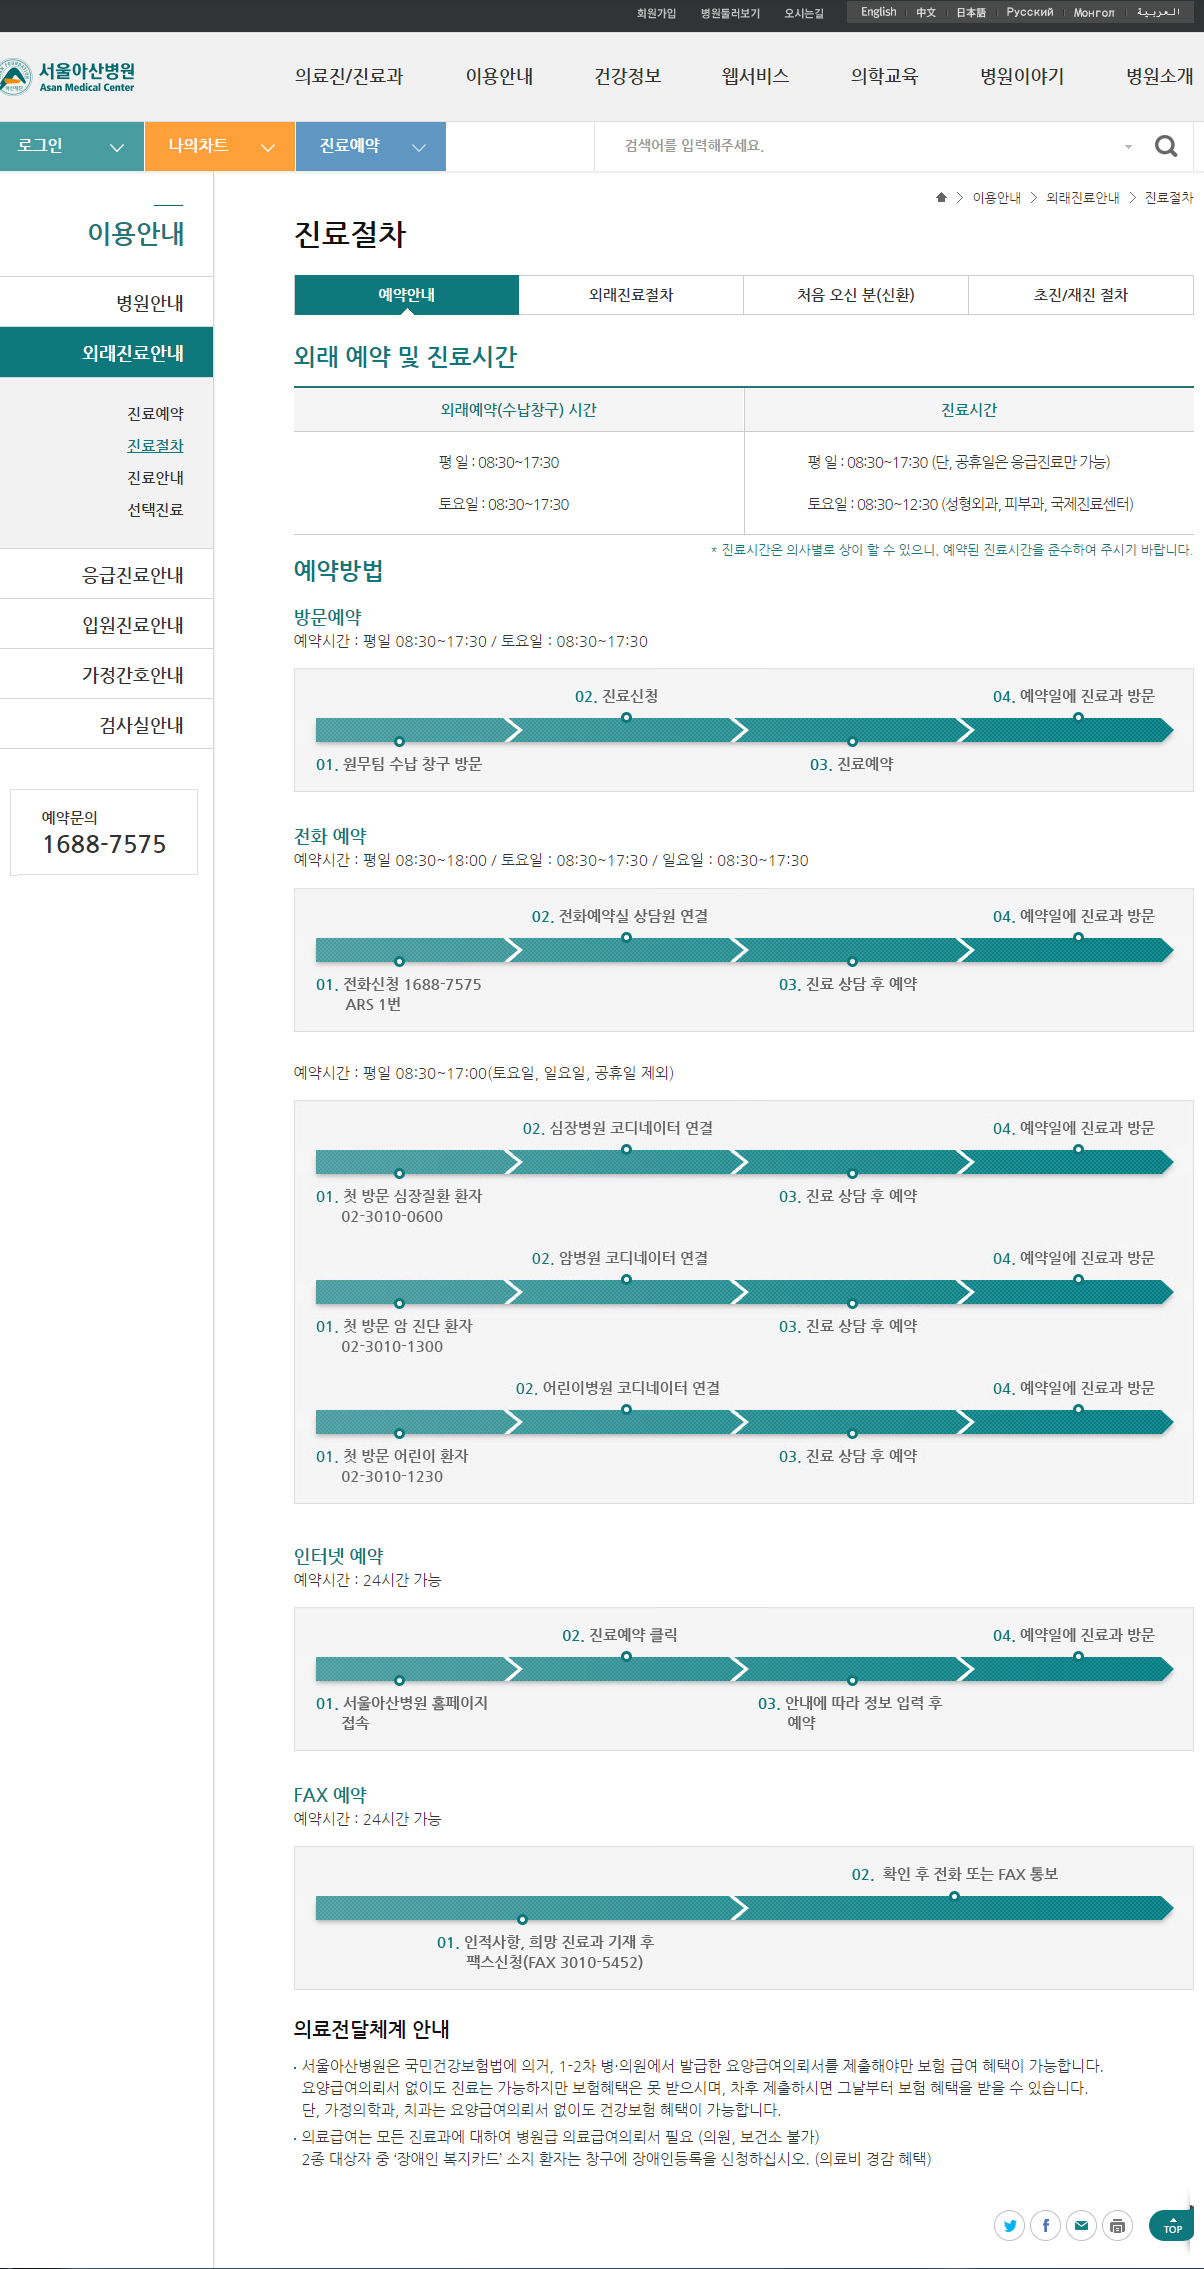 회원가입 병원둘러보기 오시는길 English 中文 日本語 Русский Монгол العربية
서울아산병원
Asan Medical Center
의료진/진료과 이용안내 건강정보 웹서비스 의학교육 병원이야기 병원소개
로그인 나의차트 진료예약 검색어를 입력해주세요.
이용안내 > 외래진료안내 > 진료절차
이용안내
병원안내
외래진료안내
진료예약
진료절차
진료안내
선택진료
응급진료안내
입원진료안내
가정간호안내
검사실안내
예약문의
1688-7575
진료절차
예약안내 외래진료절차 처음 오신 분(신환) 초진/재진 절차
외래 예약 및 진료시간
외래예약(수납창구) 시간 진료시간
평 일 : 08:30~17:30 평 일 : 08:30~17:30 (단, 공휴일은 응급진료만 가능)
토요일 : 08:30~17:30 토요일 : 08:30~12:30 (성형외과, 피부과, 국제진료센터)
* 진료시간은 의사별로 상이 할 수 있으니, 예약된 진료시간을 준수하여 주시기 바랍니다.
예약방법
방문예약
예약시간 : 평일 08:30~17:30 / 토요일 : 08:30~17:30
02. 진료신청 04. 예약일에 진료과 방문
01. 원무팀 수납 창구 방문 03. 진료예약
전화 예약
예약시간 : 평일 08:30~18:00 / 토요일 : 08:30~17:30 / 일요일 : 08:30~17:30
02. 전화예약실 상담원 연결 04. 예약일에 진료과 방문
01. 전화신청 1688-7575 03. 진료 상담 후 예약
ARS 1번
예약시간 : 평일 08:30~17:00(토요일, 일요일, 공휴일 제외)
02. 심장병원 코디네이터 연결 04. 예약일에 진료과 방문
01. 첫 방문 심장질환 환자 03. 진료 상담 후 예약
02-3010-0600
02. 암병원 코디네이터 연결 04. 예약일에 진료과 방문
01. 첫 방문 암 진단 환자 03. 진료 상담 후 예약
02-3010-1300
02. 어린이병원 코디네이터 연결 04. 예약일에 진료과 방문
01. 첫 방문 어린이 환자 03. 진료 상담 후 예약
02-3010-1230
인터넷 예약
예약시간 : 24시간 가능
02. 진료예약 클릭 04. 예약일에 진료과 방문
01. 서울아산병원 홈페이지 03. 안내에 따라 정보 입력 후
접속 예약
FAX 예약
예약시간 : 24시간 가능
02. 확인 후 전화 또는 FAX 통보
01. 인적사항, 희망 진료과 기재 후
팩스신청(FAX 3010-5452)
의료전달체계 안내
· 서울아산병원은 국민건강보험법에 의거, 1-2차 병·의원에서 발급한 요양급여의뢰서를 제출해야만 보험 급여 혜택이 가능합니다.
요양급여의뢰서 없이도 진료는 가능하지만 보험혜택은 못 받으시며, 차후 제출하시면 그날부터 보험 혜택을 받을 수 있습니다.
단, 가정의학과, 치과는 요양급여의뢰서 없이도 건강보험 혜택이 가능합니다.
· 의료급여는 모든 진료과에 대하여 병원급 의료급여의뢰서 필요 (의원, 보건소 불가)
2종 대상자 중 ‘장애인 복지카드’ 소지 환자는 창구에 장애인등록을 신청하십시오. (의료비 경감 혜택)
TOP